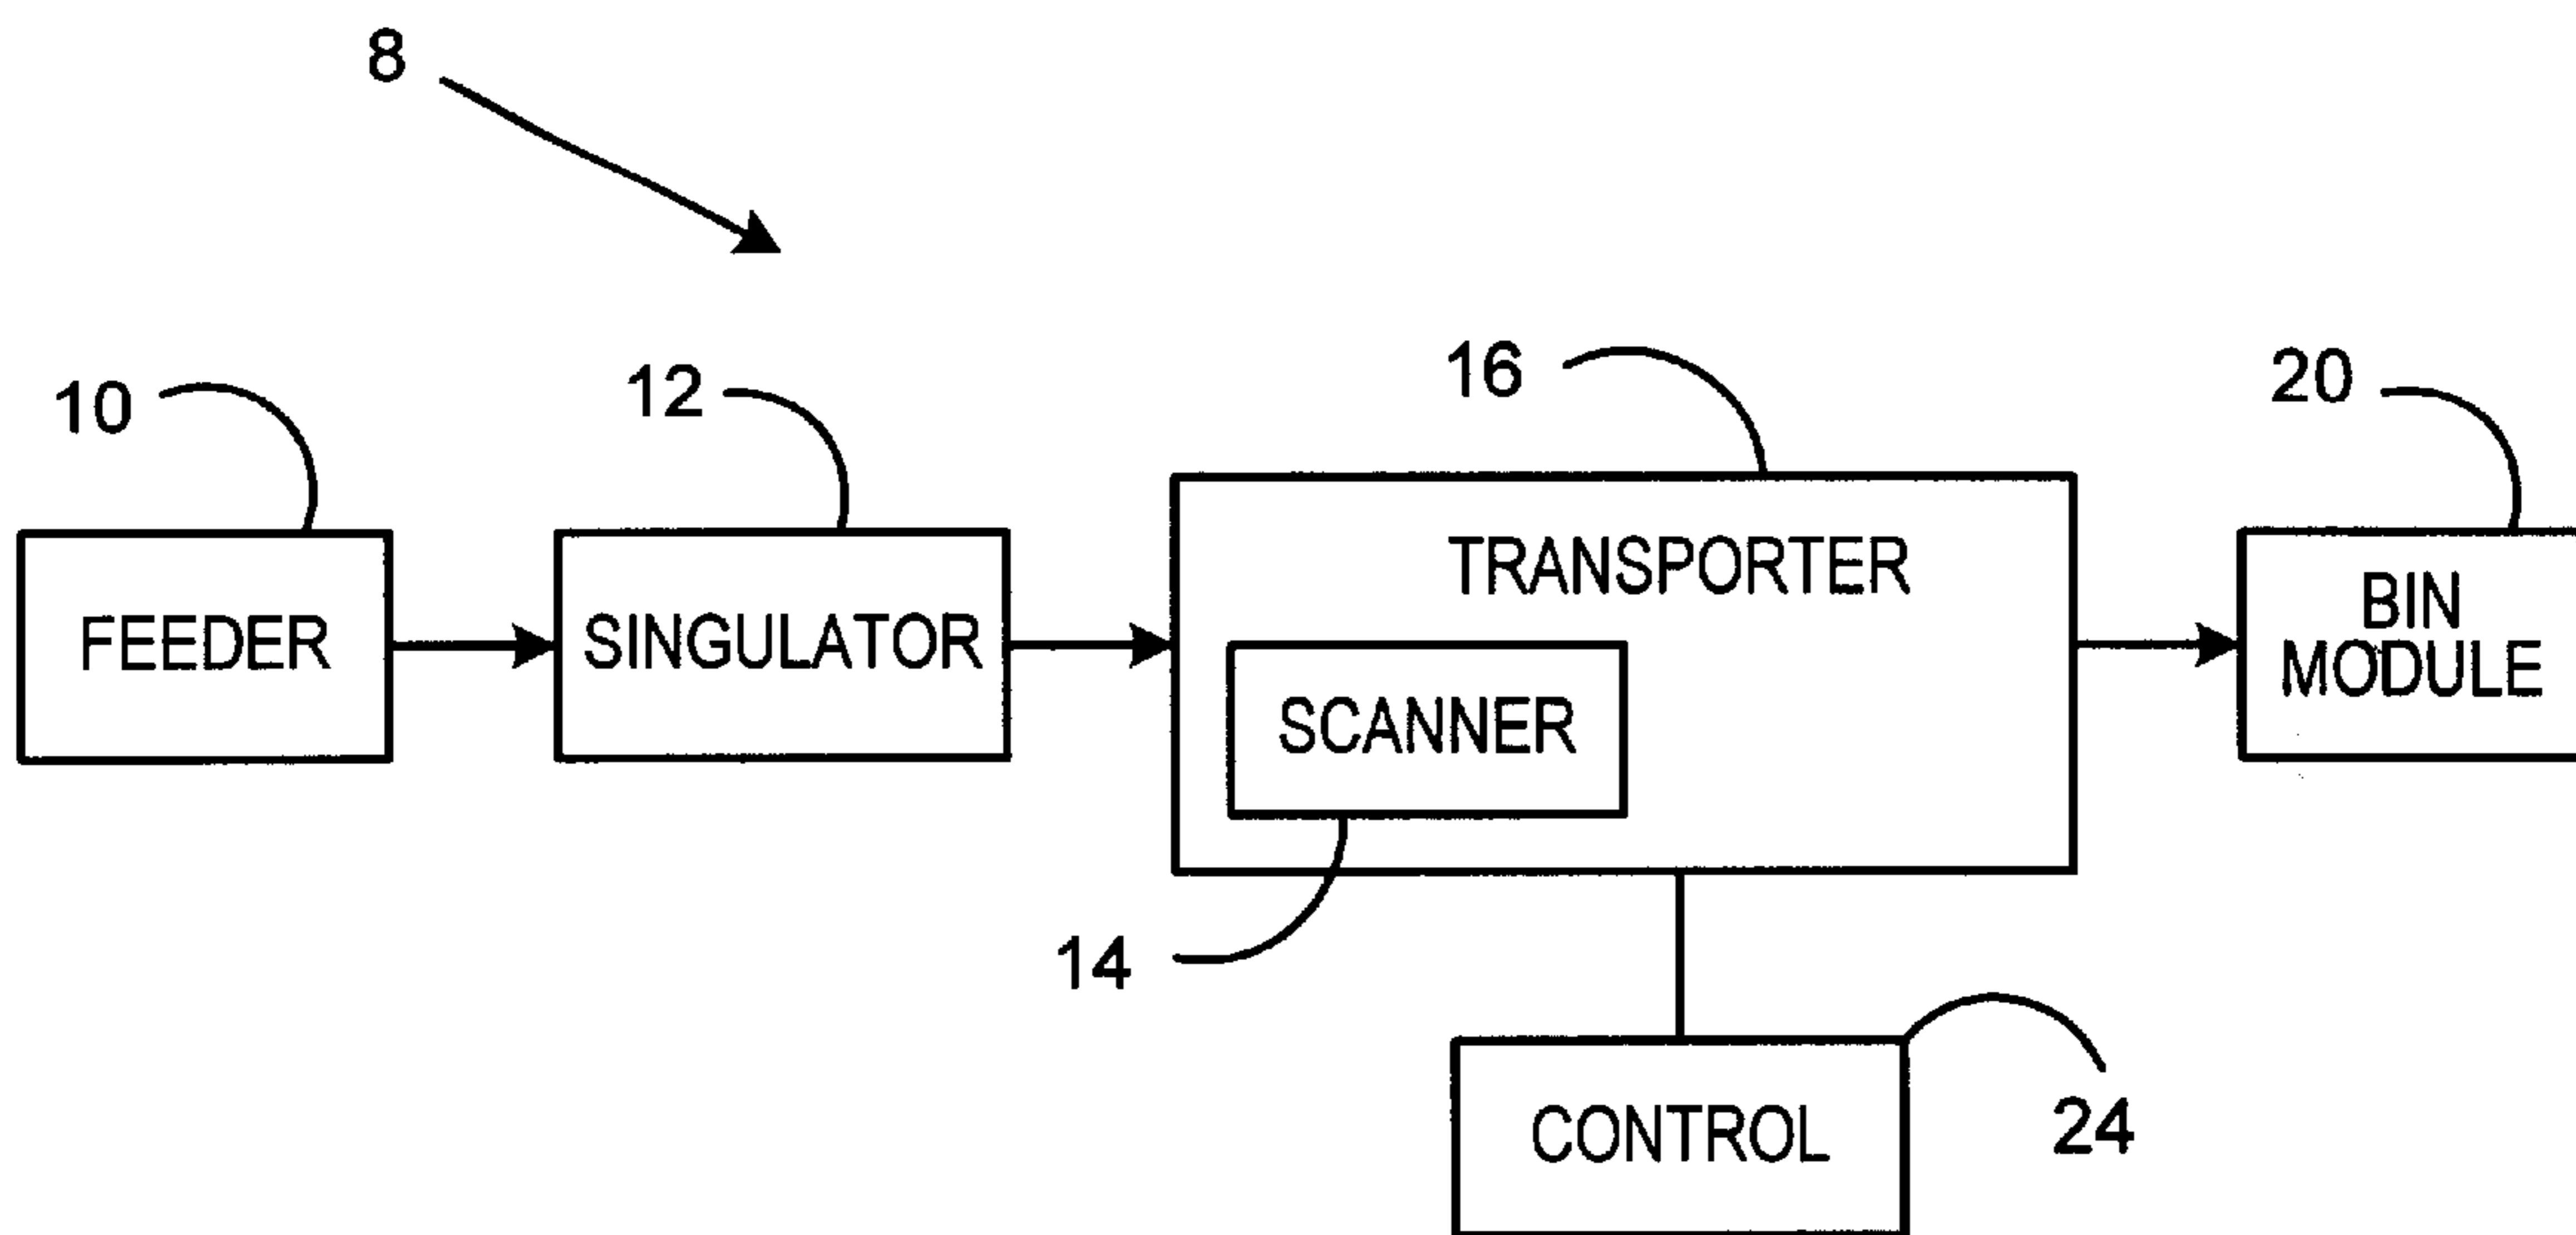 8
10
12
16
20
FEEDER
SINGULATOR
TRANSPORTER
SCANNER
BIN
MODULE
14
CONTROL
24